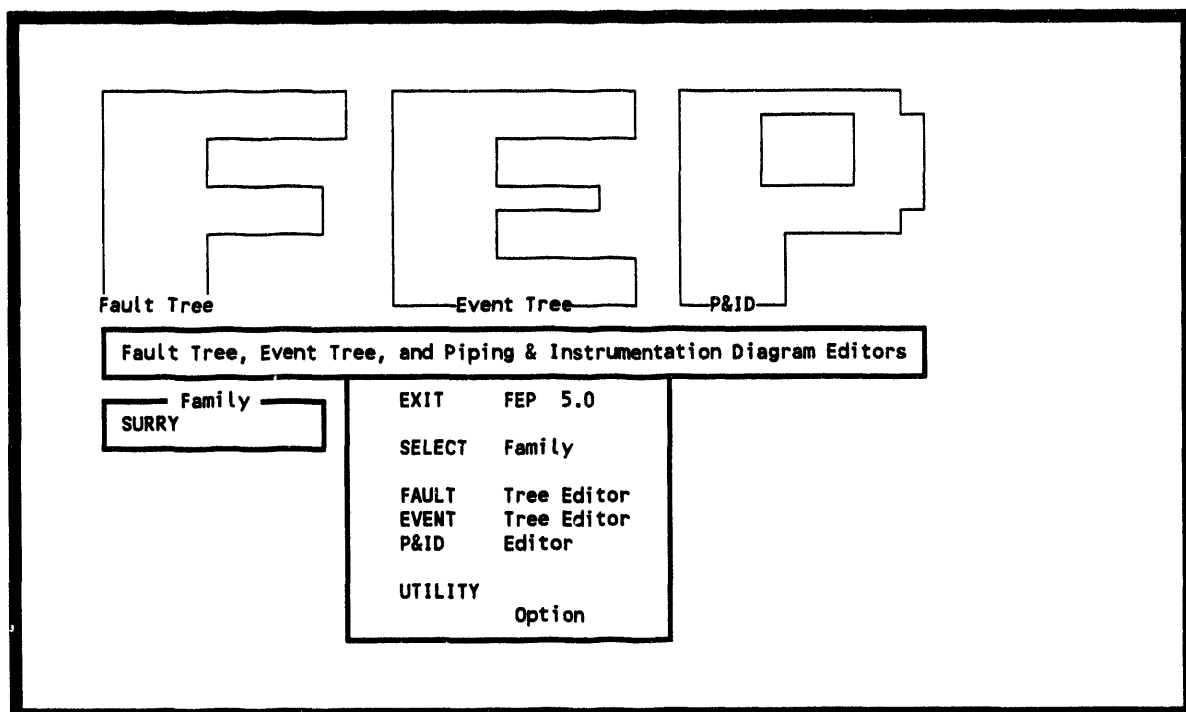 FEP
Fault Tree
Event Tree
P&ID
Fault Tree, Event Tree, and Piping & Instrumentation Diagram Editors
Family
SURRY
EXIT FEP 5.0
SELECT Family
FAULT Tree Editor
EVENT Tree Editor
P&ID Editor
UTILITY
Option